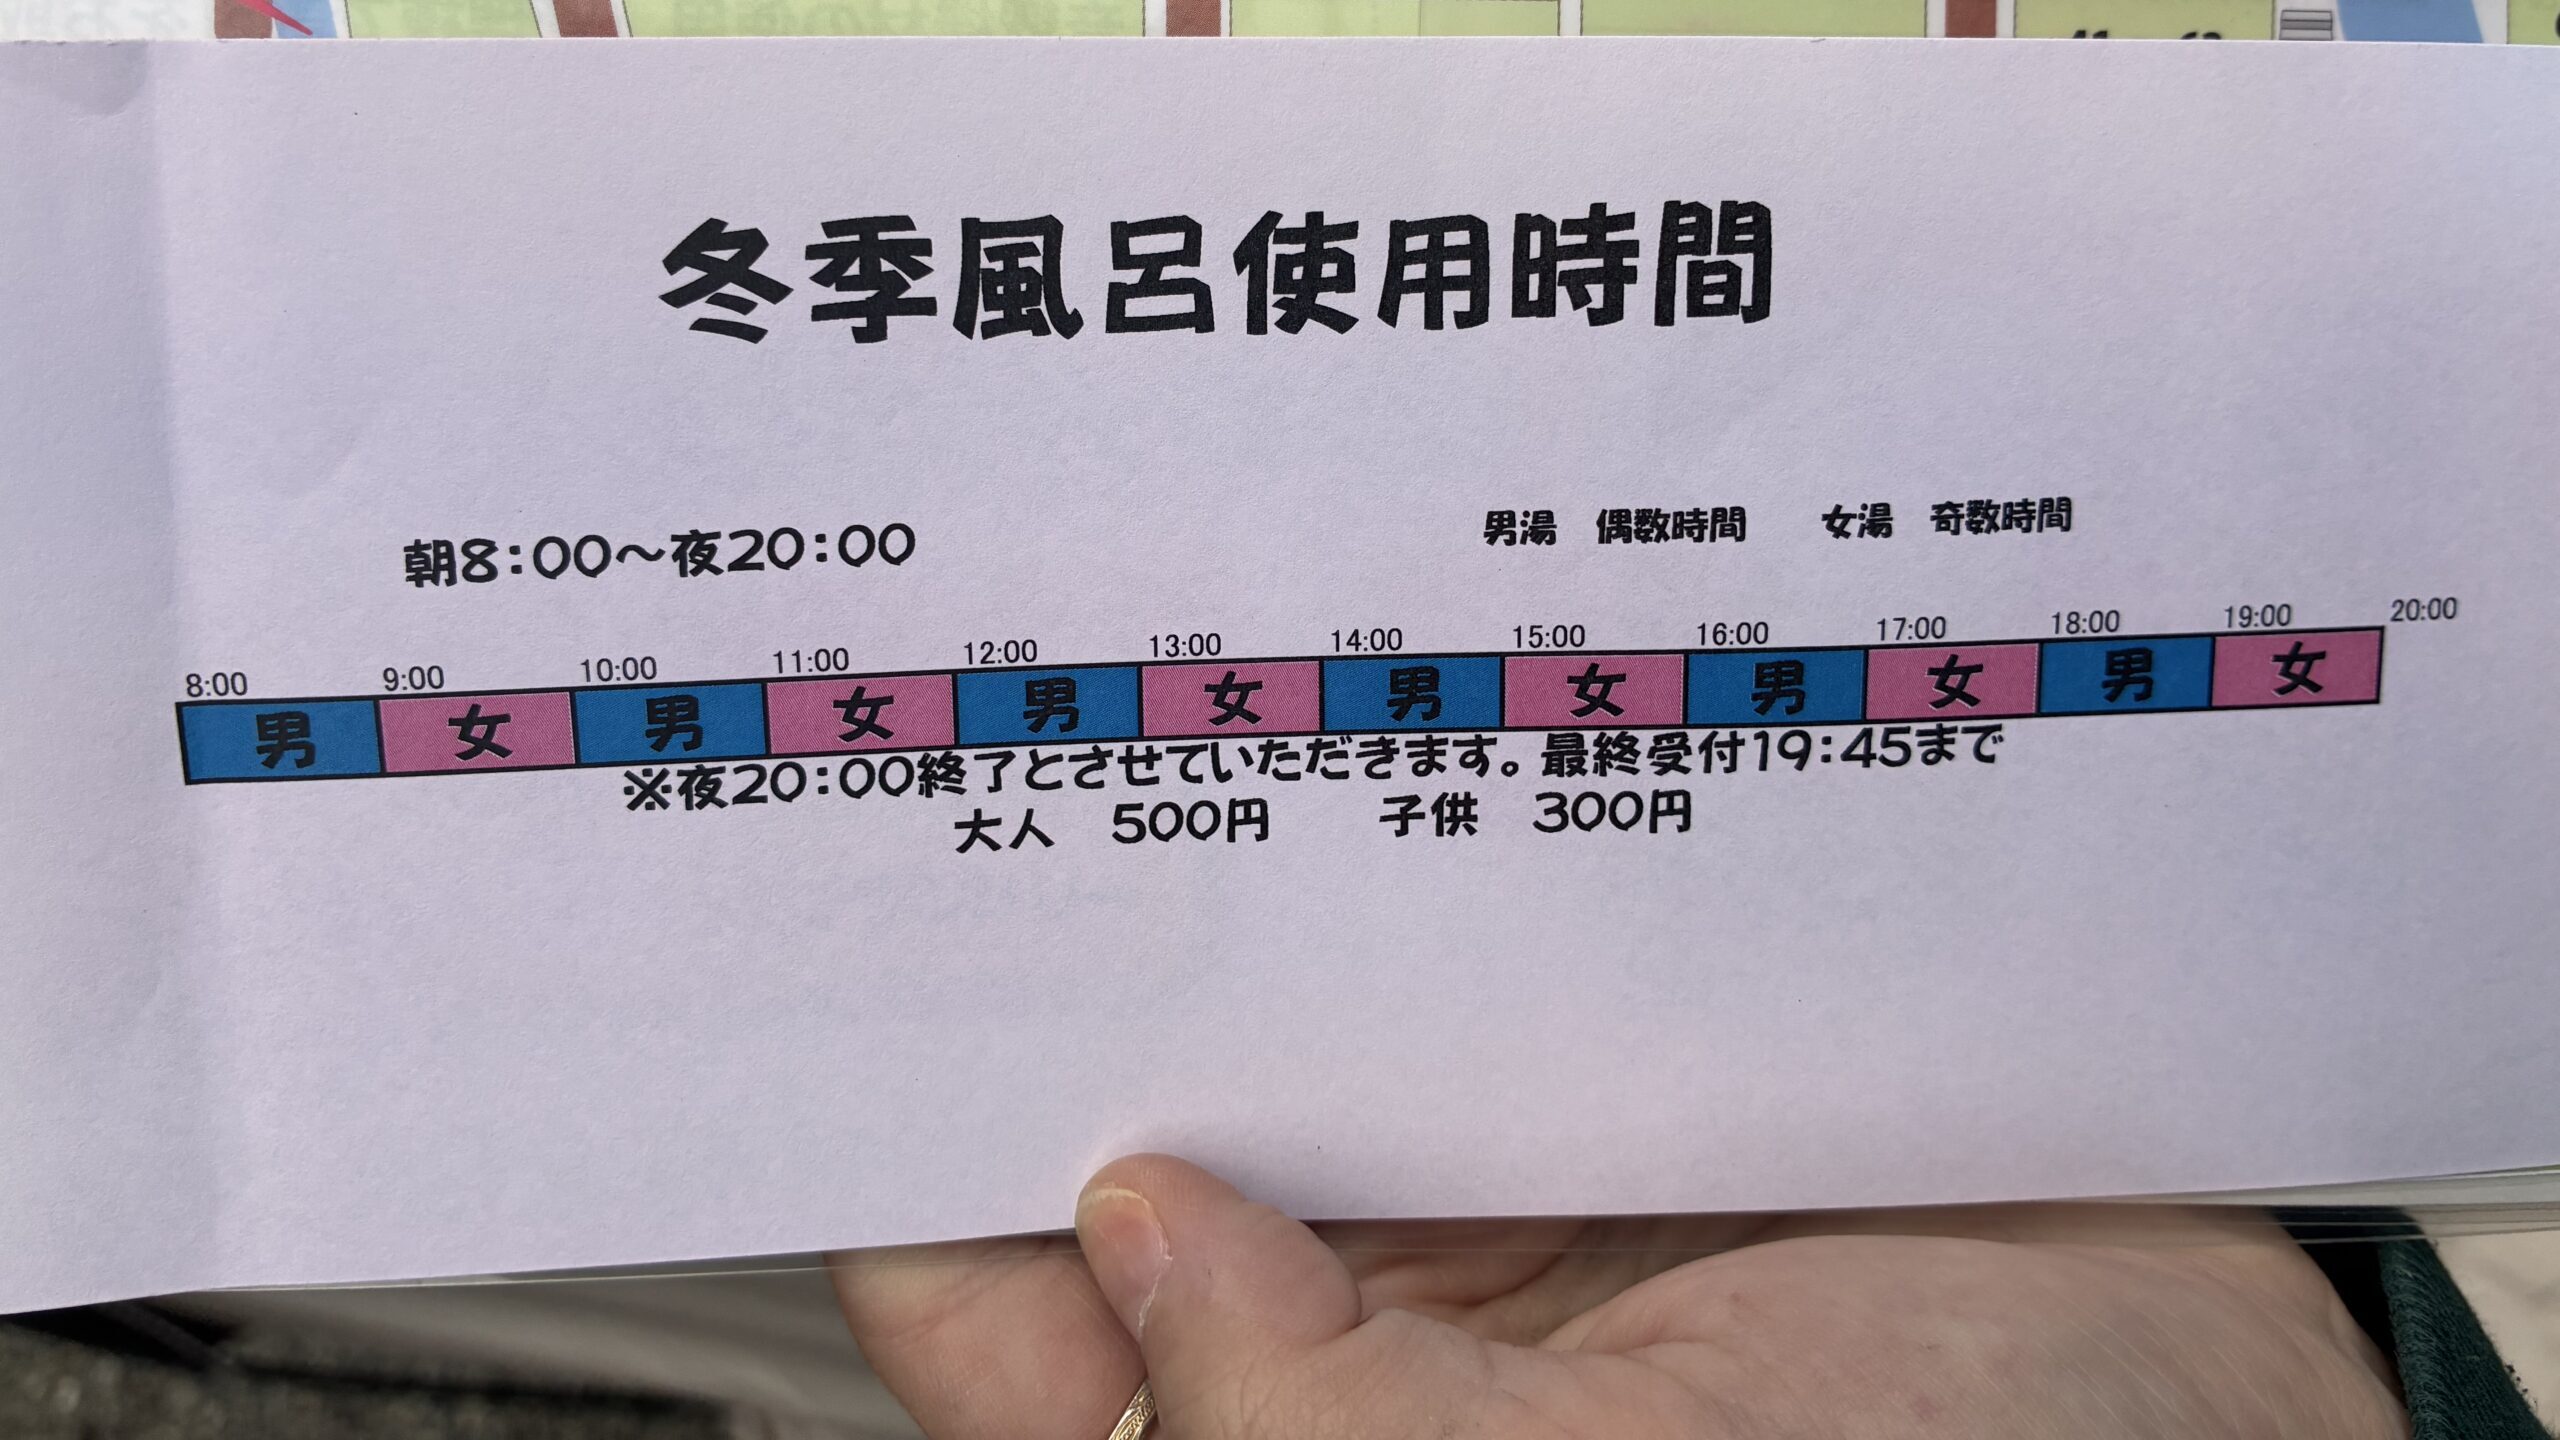 冬季風呂使用時間
朝8:00～夜20:00
男湯　偶数時間　　女湯　奇数時間
8:00 9:00 10:00 11:00 12:00 13:00 14:00 15:00 16:00 17:00 18:00 19:00 20:00
男 女 男 女 男 女 男 女 男 女 男 女
※夜20:00終了とさせていただきます。最終受付19:45まで
大人　500円　　子供　300円